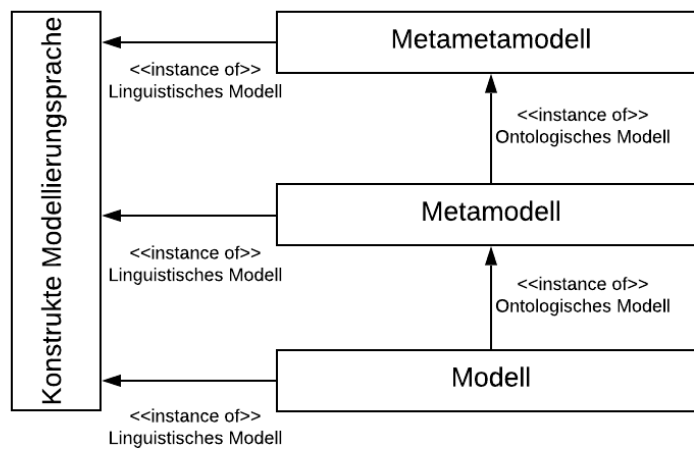 Konstrukte Modellierungsprache
Metametamodell
<<instance of>>
Linguistisches Modell
<<instance of>>
Ontologisches Modell
Metamodell
<<instance of>>
Linguistisches Modell
<<instance of>>
Ontologisches Modell
Modell
<<instance of>>
Linguistisches Modell